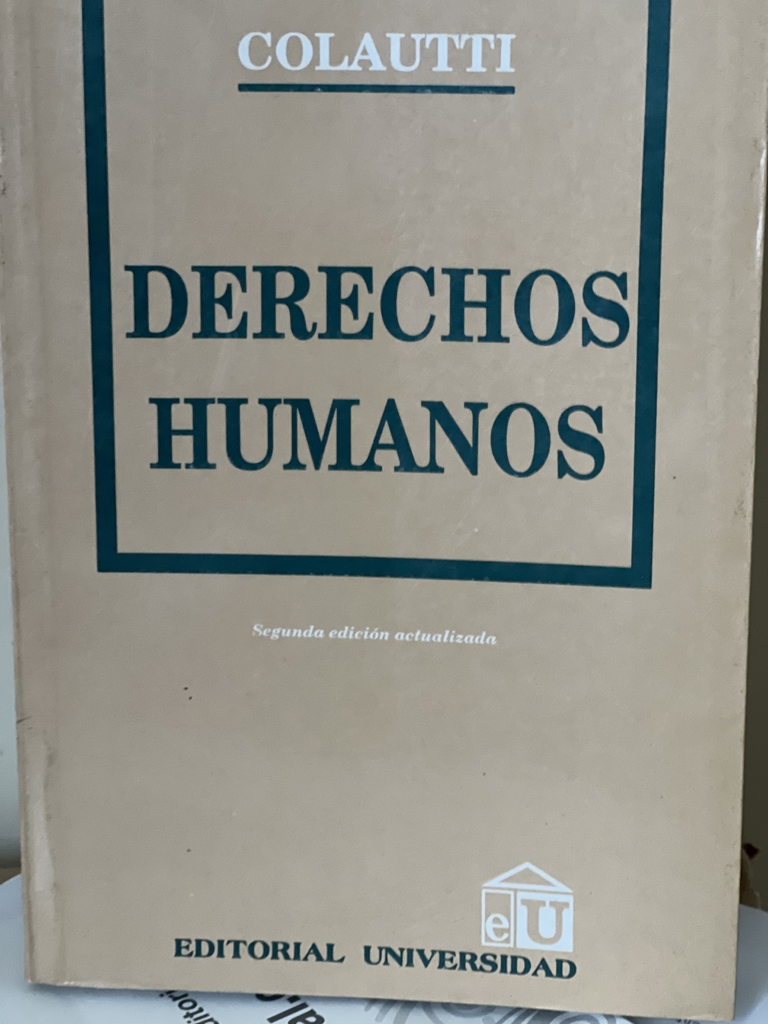 COLAUTTI
DERECHOS
HUMANOS
Segunda edición actualizada
eU
EDITORIAL UNIVERSIDAD